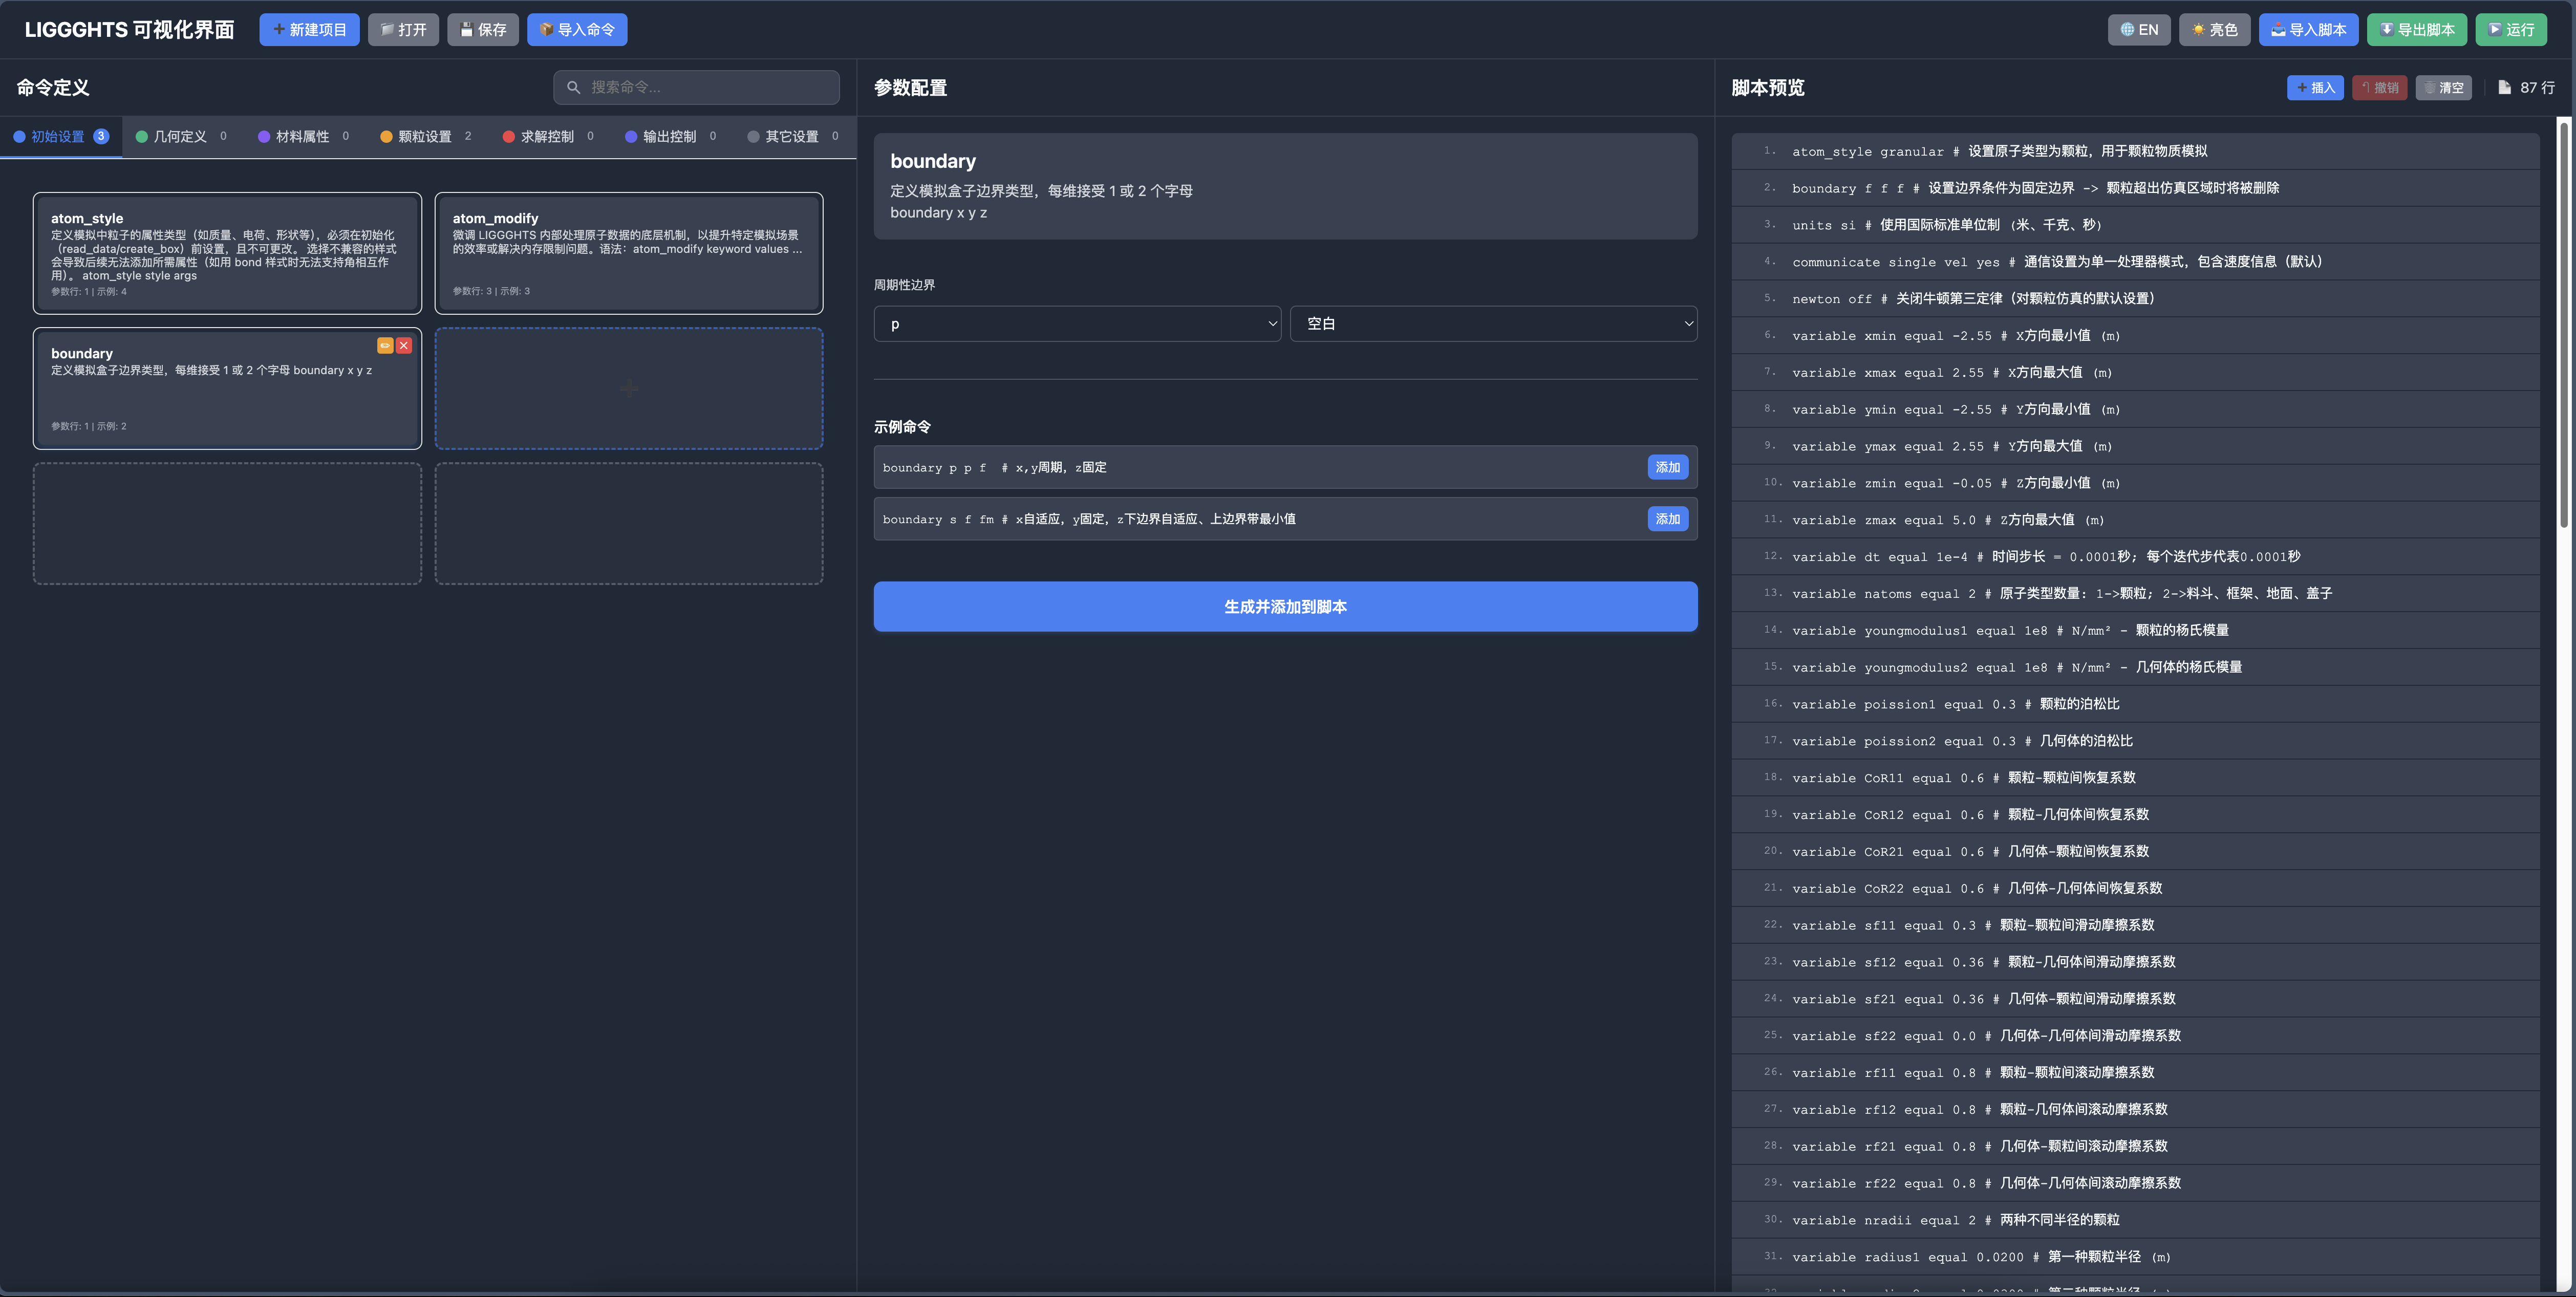 LIGGGHTS 可视化界面
新建项目
打开
保存
导入命令
EN
亮色
导入脚本
导出脚本
运行
命令定义
搜索命令...
初始设置 3
几何定义 0
材料属性 0
颗粒设置 2
求解控制 0
输出控制 0
其它设置 0
atom_style
定义模拟中粒子的属性类型（如质量、电荷、形状等），必须在初始化
（read_data/create_box）前设置，且不可更改。 选择不兼容的样式
会导致后续无法添加所需属性（如用 bond 样式时无法支持角相互作
用）。 atom_style style args
参数行: 1 | 示例: 4
atom_modify
微调 LIGGGHTS 内部处理原子数据的底层机制，以提升特定模拟场景
的效率或解决内存限制问题。语法：atom_modify keyword values ...
参数行: 3 | 示例: 3
boundary
定义模拟盒子边界类型，每维接受 1 或 2 个字母 boundary x y z
参数行: 1 | 示例: 2
参数配置
boundary
定义模拟盒子边界类型，每维接受 1 或 2 个字母
boundary x y z
周期性边界
p
空白
示例命令
boundary p p f  # x,y周期，z固定
添加
boundary s f fm # x自适应，y固定，z下边界自适应、上边界带最小值
添加
生成并添加到脚本
脚本预览
插入
撤销
清空
87 行
1. atom_style granular # 设置原子类型为颗粒，用于颗粒物质模拟
2. boundary f f f # 设置边界条件为固定边界 -> 颗粒超出仿真区域时将被删除
3. units si # 使用国际标准单位制 (米、千克、秒)
4. communicate single vel yes # 通信设置为单一处理器模式，包含速度信息（默认）
5. newton off # 关闭牛顿第三定律（对颗粒仿真的默认设置）
6. variable xmin equal -2.55 # X方向最小值 (m)
7. variable xmax equal 2.55 # X方向最大值 (m)
8. variable ymin equal -2.55 # Y方向最小值 (m)
9. variable ymax equal 2.55 # Y方向最大值 (m)
10. variable zmin equal -0.05 # Z方向最小值 (m)
11. variable zmax equal 5.0 # Z方向最大值 (m)
12. variable dt equal 1e-4 # 时间步长 = 0.0001秒; 每个迭代步代表0.0001秒
13. variable natoms equal 2 # 原子类型数量: 1->颗粒; 2->料斗、框架、地面、盖子
14. variable youngmodulus1 equal 1e8 # N/mm² - 颗粒的杨氏模量
15. variable youngmodulus2 equal 1e8 # N/mm² - 几何体的杨氏模量
16. variable poission1 equal 0.3 # 颗粒的泊松比
17. variable poission2 equal 0.3 # 几何体的泊松比
18. variable CoR11 equal 0.6 # 颗粒-颗粒间恢复系数
19. variable CoR12 equal 0.6 # 颗粒-几何体间恢复系数
20. variable CoR21 equal 0.6 # 几何体-颗粒间恢复系数
21. variable CoR22 equal 0.6 # 几何体-几何体间恢复系数
22. variable sf11 equal 0.3 # 颗粒-颗粒间滑动摩擦系数
23. variable sf12 equal 0.36 # 颗粒-几何体间滑动摩擦系数
24. variable sf21 equal 0.36 # 几何体-颗粒间滑动摩擦系数
25. variable sf22 equal 0.0 # 几何体-几何体间滑动摩擦系数
26. variable rf11 equal 0.8 # 颗粒-颗粒间滚动摩擦系数
27. variable rf12 equal 0.8 # 颗粒-几何体间滚动摩擦系数
28. variable rf21 equal 0.8 # 几何体-颗粒间滚动摩擦系数
29. variable rf22 equal 0.8 # 几何体-几何体间滚动摩擦系数
30. variable nradii equal 2 # 两种不同半径的颗粒
31. variable radius1 equal 0.0200 # 第一种颗粒半径 (m)